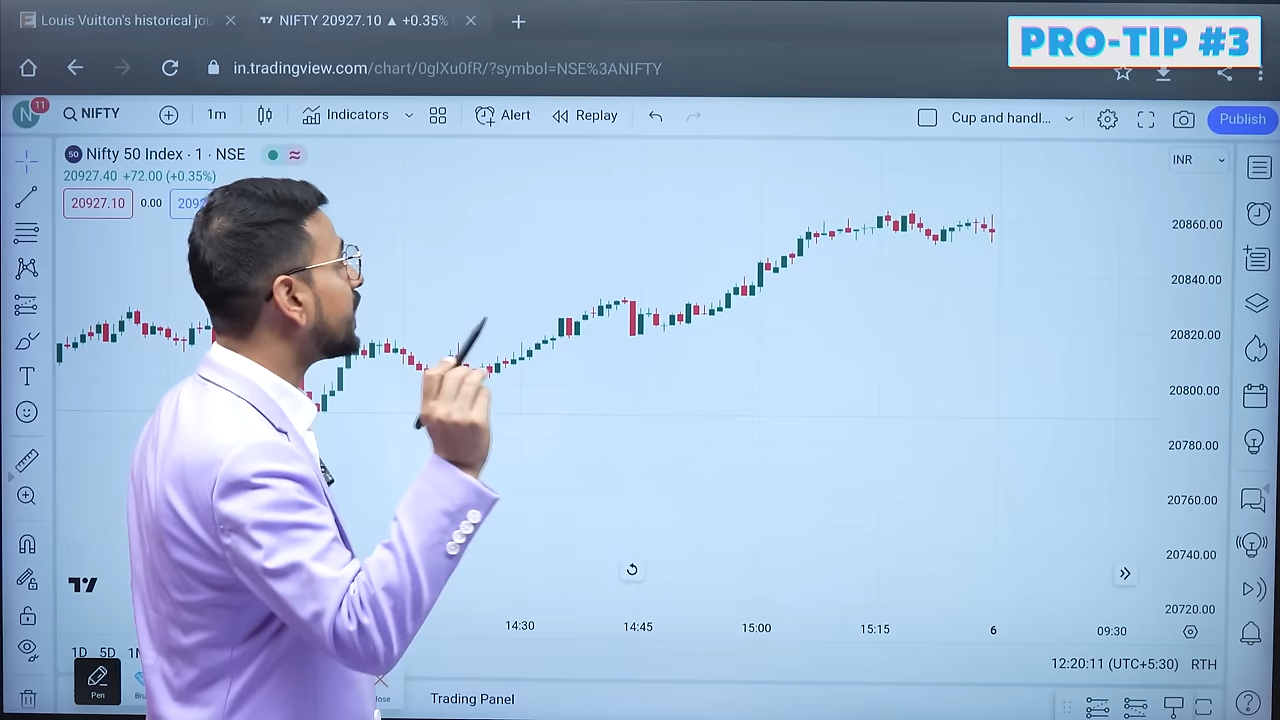 Louis Vuitton's historical jou
NIFTY 20927.10 ▲ +0.35%
PRO-TIP #3
in.tradingview.com/chart/0glXu0fR/?symbol=NSE%3ANIFTY
N
11
NIFTY
1m
Indicators
Alert
Replay
Cup and handl...
Publish
50
Nifty 50 Index · 1 · NSE
INR
20927.40 +72.00 (+0.35%)
20927.10
0.00
2092
20860.00
20840.00
20820.00
20800.00
20780.00
20760.00
20740.00
20720.00
14:30
14:45
15:00
15:15
6
09:30
1D 5D
12:20:11 (UTC+5:30)
RTH
Pen
Trading Panel